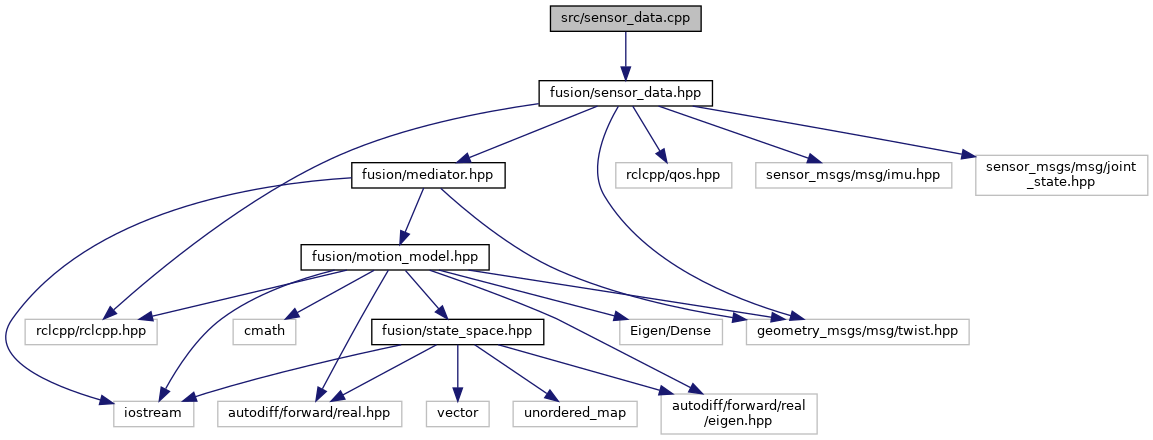 src/sensor_data.cpp
fusion/sensor_data.hpp
fusion/mediator.hpp
rclcpp/qos.hpp
sensor_msgs/msg/imu.hpp
sensor_msgs/msg/joint
_state.hpp
fusion/motion_model.hpp
rclcpp/rclcpp.hpp
cmath
fusion/state_space.hpp
Eigen/Dense
geometry_msgs/msg/twist.hpp
iostream
autodiff/forward/real.hpp
vector
unordered_map
autodiff/forward/real
/eigen.hpp